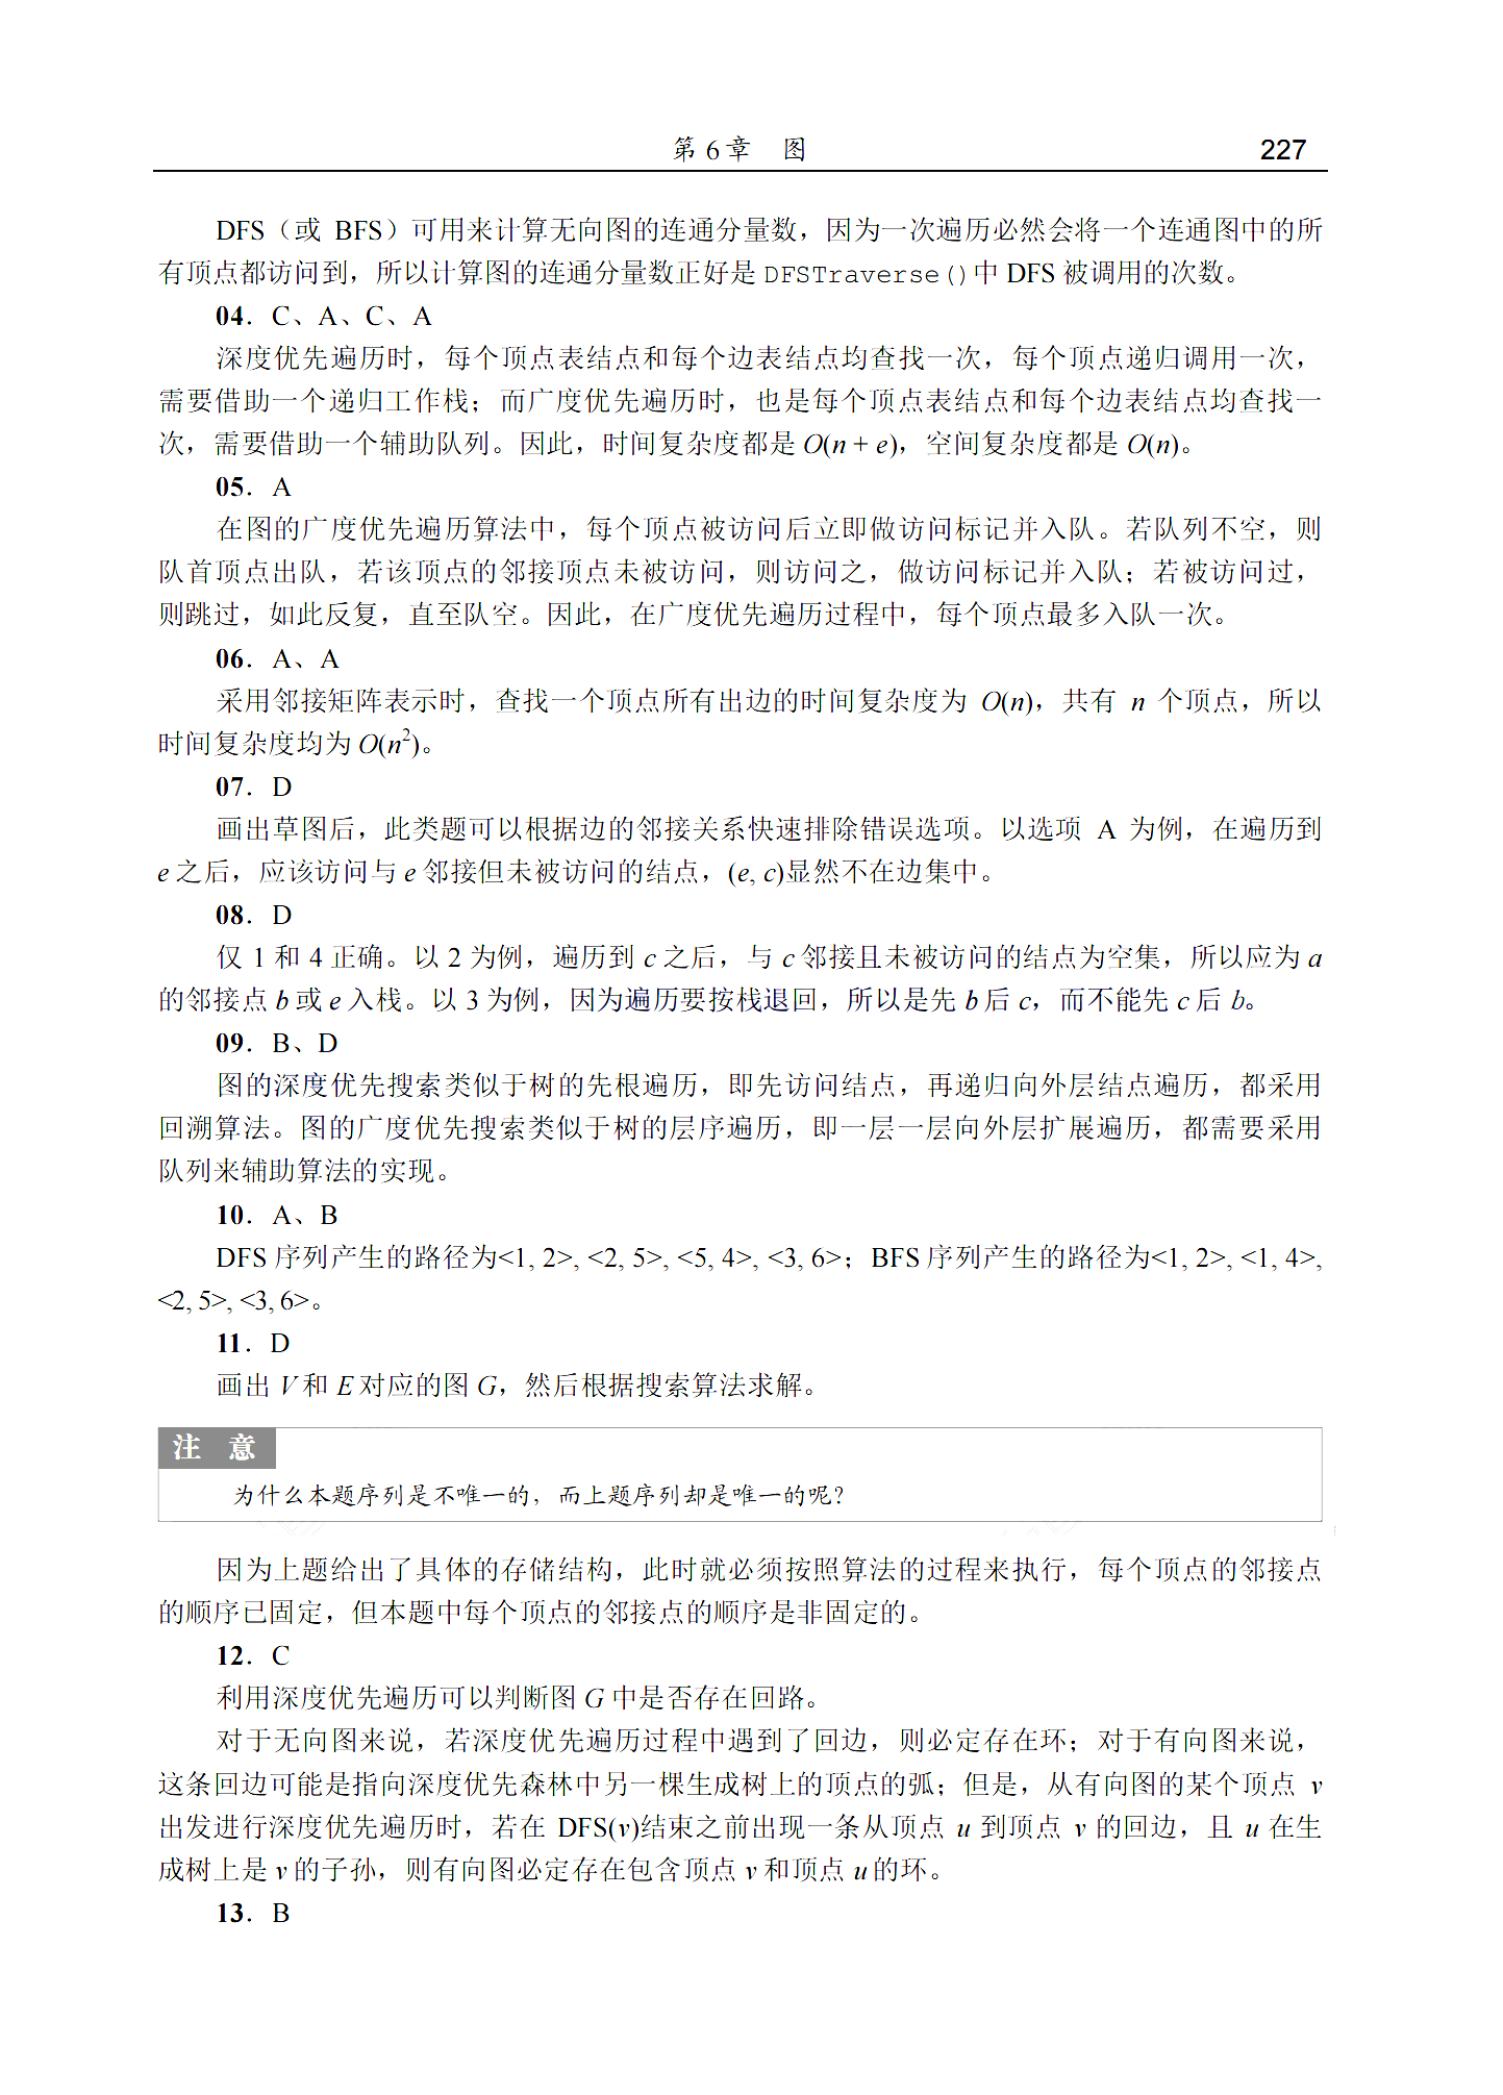 第 6 章 图 227
DFS（或 BFS）可用来计算无向图的连通分量数，因为一次遍历必然会将一个连通图中的所
有顶点都访问到，所以计算图的连通分量数正好是 DFSTraverse()中 DFS 被调用的次数。
04．C、A、C、A
深度优先遍历时，每个顶点表结点和每个边表结点均查找一次，每个顶点递归调用一次，
需要借助一个递归工作栈；而广度优先遍历时，也是每个顶点表结点和每个边表结点均查找一
次，需要借助一个辅助队列。因此，时间复杂度都是 O(n + e)，空间复杂度都是 O(n)。
05．A
在图的广度优先遍历算法中，每个顶点被访问后立即做访问标记并入队。若队列不空，则
队首顶点出队，若该顶点的邻接顶点未被访问，则访问之，做访问标记并入队；若被访问过，
则跳过，如此反复，直至队空。因此，在广度优先遍历过程中，每个顶点最多入队一次。
06．A、A
采用邻接矩阵表示时，查找一个顶点所有出边的时间复杂度为 O(n)，共有 n 个顶点，所以
时间复杂度均为 O(n²)。
07．D
画出草图后，此类题可以根据边的邻接关系快速排除错误选项。以选项 A 为例，在遍历到
e 之后，应该访问与 e 邻接但未被访问的结点，(e, c)显然不在边集中。
08．D
仅 1 和 4 正确。以 2 为例，遍历到 c 之后，与 c 邻接且未被访问的结点为空集，所以应为 a
的邻接点 b 或 e 入栈。以 3 为例，因为遍历要按栈退回，所以是先 b 后 c，而不能先 c 后 b。
09．B、D
图的深度优先搜索类似于树的先根遍历，即先访问结点，再递归向外层结点遍历，都采用
回溯算法。图的广度优先搜索类似于树的层序遍历，即一层一层向外层扩展遍历，都需要采用
队列来辅助算法的实现。
10．A、B
DFS 序列产生的路径为<1, 2>, <2, 5>, <5, 4>, <3, 6>；BFS 序列产生的路径为<1, 2>, <1, 4>,
<2, 5>, <3, 6>。
11．D
画出 V 和 E 对应的图 G，然后根据搜索算法求解。
注 意
为什么本题序列是不唯一的，而上题序列却是唯一的呢？
因为上题给出了具体的存储结构，此时就必须按照算法的过程来执行，每个顶点的邻接点
的顺序已固定，但本题中每个顶点的邻接点的顺序是非固定的。
12．C
利用深度优先遍历可以判断图 G 中是否存在回路。
对于无向图来说，若深度优先遍历过程中遇到了回边，则必定存在环；对于有向图来说，
这条回边可能是指向深度优先森林中另一棵生成树上的顶点的弧；但是，从有向图的某个顶点 v
出发进行深度优先遍历时，若在 DFS(v)结束之前出现一条从顶点 u 到顶点 v 的回边，且 u 在生
成树上是 v 的子孙，则有向图必定存在包含顶点 v 和顶点 u 的环。
13．B